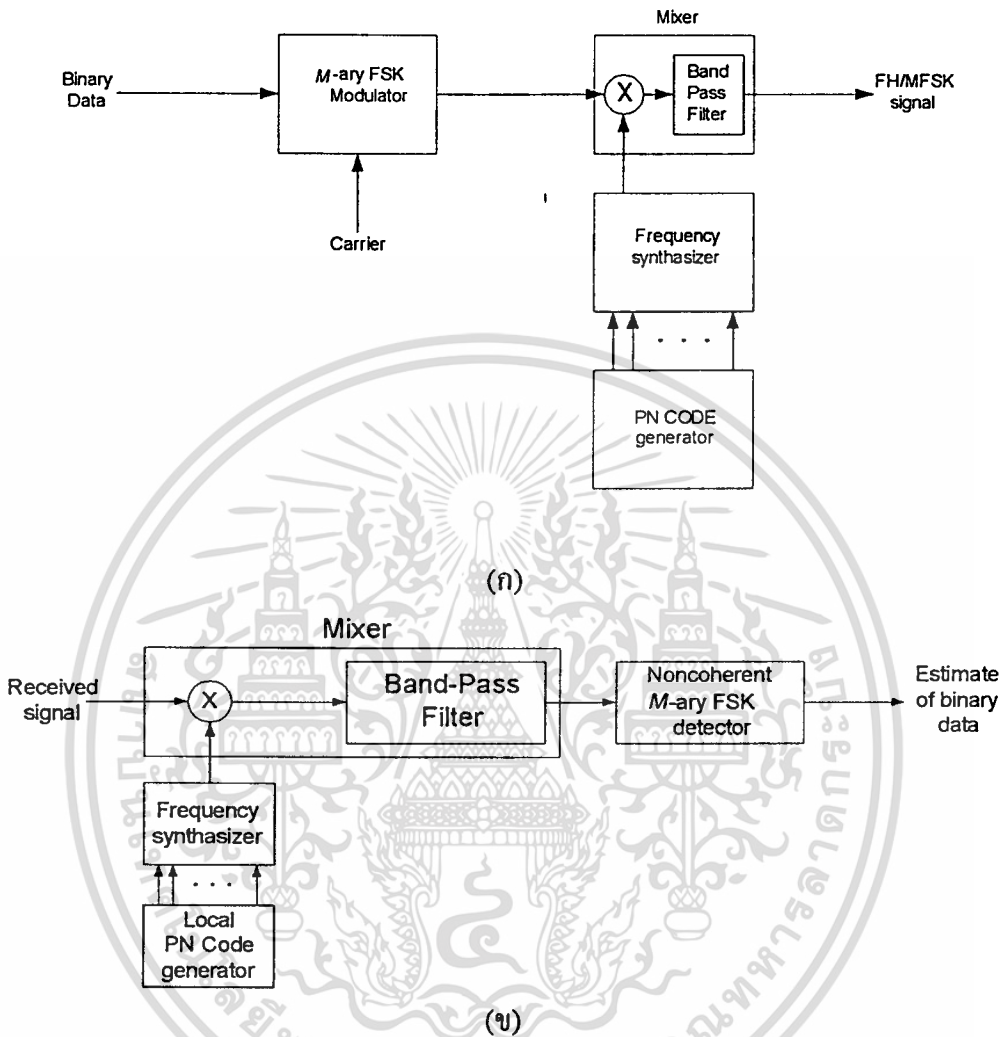 Mixer
Binary
Data
M-ary FSK
Modulator
X
Band
Pass
Filter
FH/MFSK
signal
Carrier
Frequency
synthasizer
. . .
PN CODE
generator
(ก)
Mixer
Received
signal
X
Band-Pass
Filter
Noncoherent
M-ary FSK
detector
Estimate
of binary
data
Frequency
synthasizer
. . .
Local
PN Code
generator
(ข)